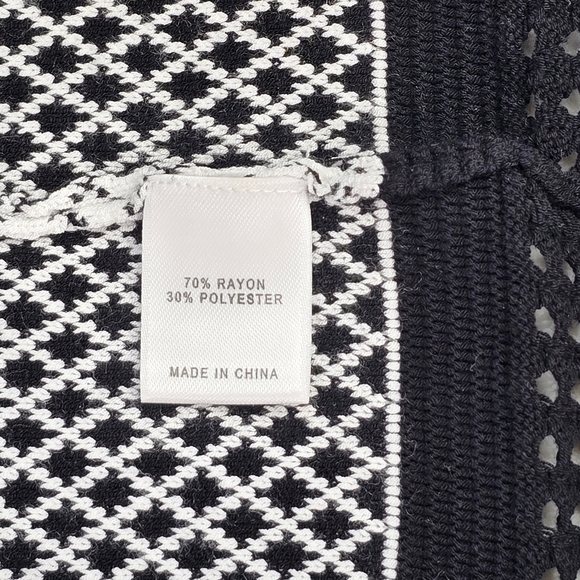 70% RAYON
30% POLYESTER
MADE IN CHINA